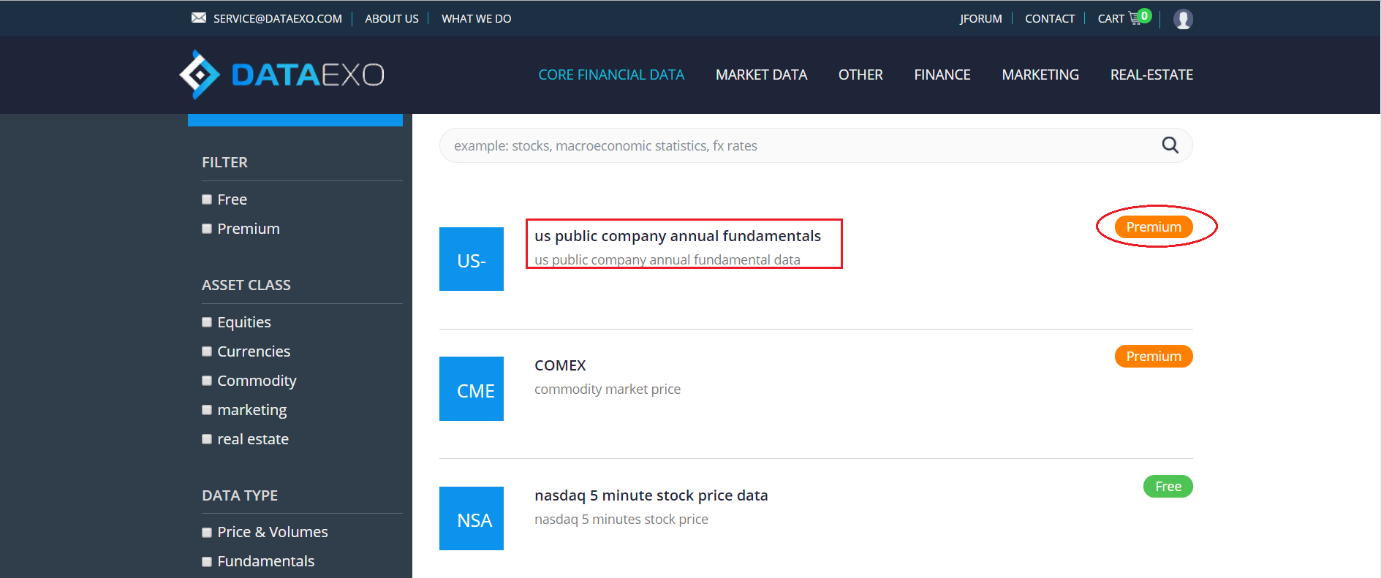 SERVICE@DATAEXO.COM ABOUT US WHAT WE DO JFORUM CONTACT CART 0
DATAEXO CORE FINANCIAL DATA MARKET DATA OTHER FINANCE MARKETING REAL-ESTATE
FILTER
Free
Premium
ASSET CLASS
Equities
Currencies
Commodity
marketing
real estate
DATA TYPE
Price & Volumes
Fundamentals
example: stocks, macroeconomic statistics, fx rates
US-
us public company annual fundamentals
us public company annual fundamental data
Premium
CME
COMEX
commodity market price
Premium
NSA
nasdaq 5 minute stock price data
nasdaq 5 minutes stock price
Free